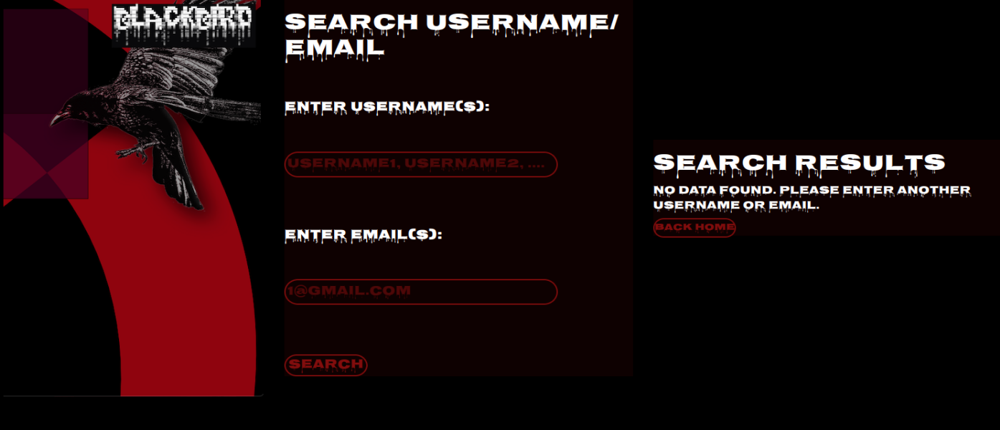 BLACKBIRD
SEARCH USERNAME/
EMAIL
ENTER USERNAME(S):
USERNAME1, USERNAME2, ....
ENTER EMAIL(S):
1@GMAIL.COM
SEARCH
SEARCH RESULTS
NO DATA FOUND. PLEASE ENTER ANOTHER
USERNAME OR EMAIL.
BACK HOME